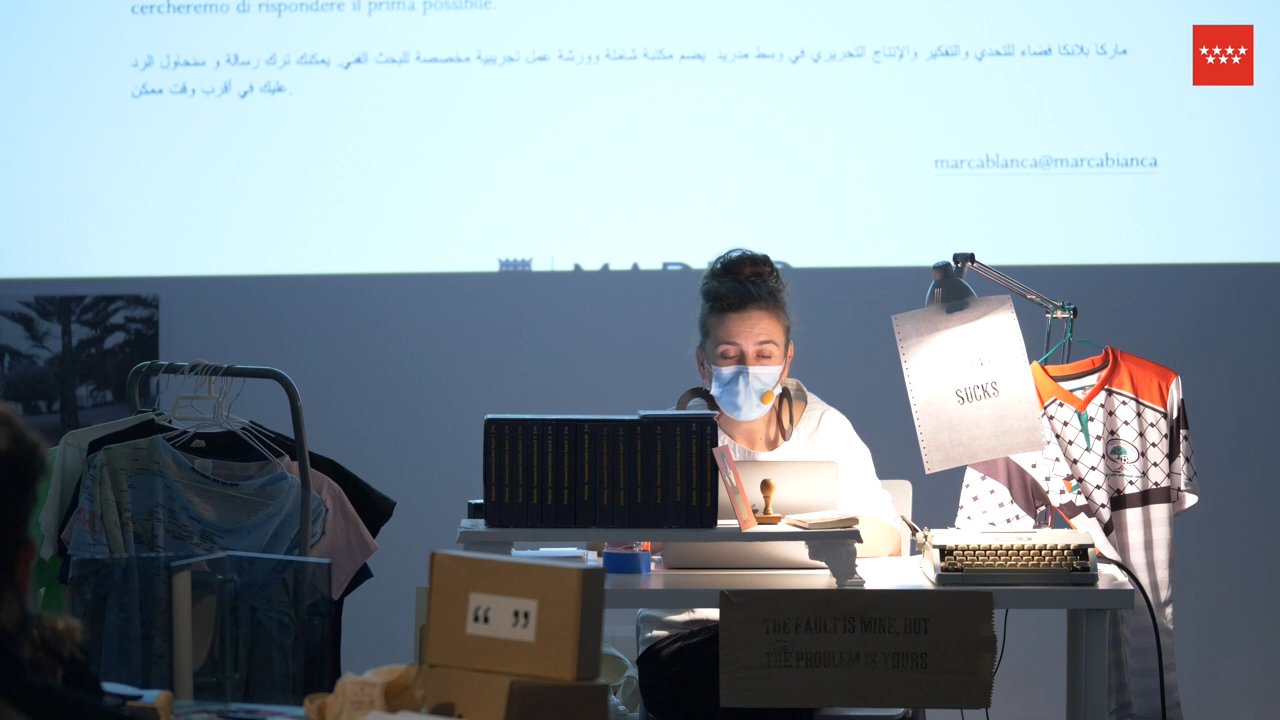 cercheremo di rispondere il prima possibile.
ماركا بلانكا فضاء للتحدي والتفكير والإنتاج التحريري في وسط مدريد. يضم مكتبة شاملة وورشة عمل تجريبية مخصصة للبحث الفني. يمكنك ترك رسالة و سنحاول الرد
عليك في أقرب وقت ممكن.
marcablanca@marcabianca
SUCKS
“ ”
THE FAULT IS MINE, BUT
THE PROBLEM IS YOURS